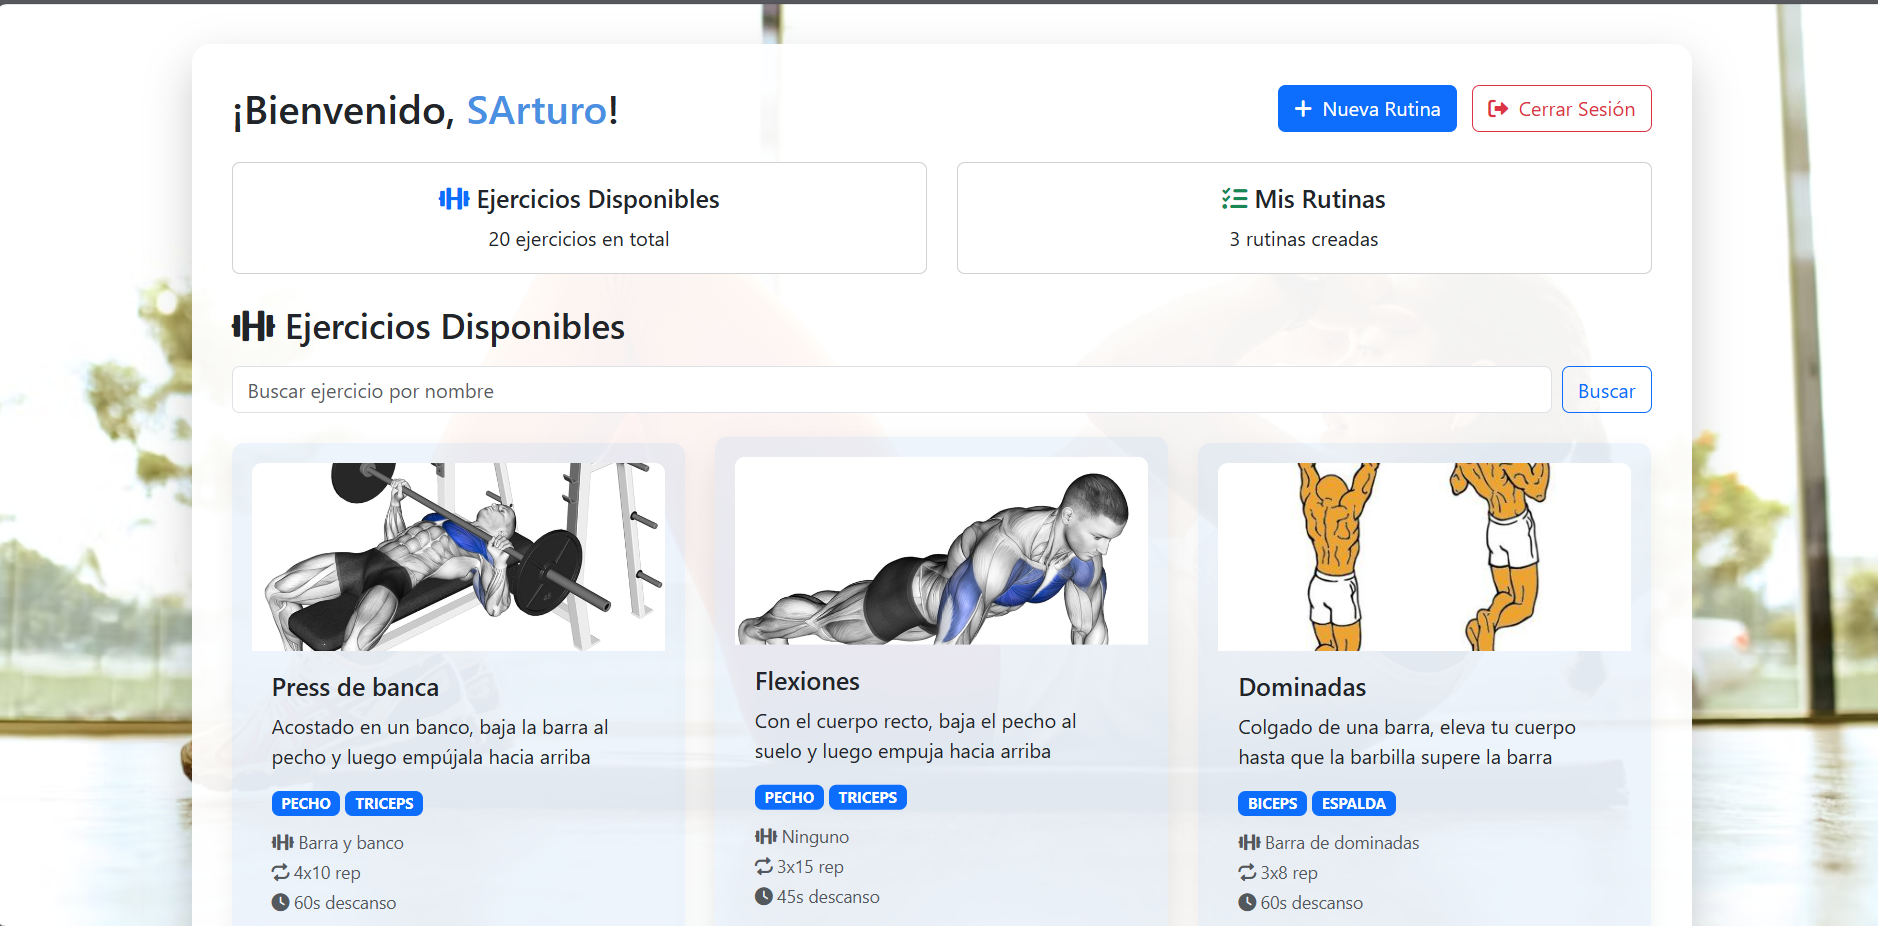 ¡Bienvenido, SArturo!
Nueva Rutina
Cerrar Sesión
Ejercicios Disponibles
20 ejercicios en total
Mis Rutinas
3 rutinas creadas
Ejercicios Disponibles
Buscar ejercicio por nombre
Buscar
Press de banca
Acostado en un banco, baja la barra al
pecho y luego empújala hacia arriba
PECHO TRICEPS
Barra y banco
4x10 rep
60s descanso
Flexiones
Con el cuerpo recto, baja el pecho al
suelo y luego empuja hacia arriba
PECHO TRICEPS
Ninguno
3x15 rep
45s descanso
Dominadas
Colgado de una barra, eleva tu cuerpo
hasta que la barbilla supere la barra
BICEPS ESPALDA
Barra de dominadas
3x8 rep
60s descanso